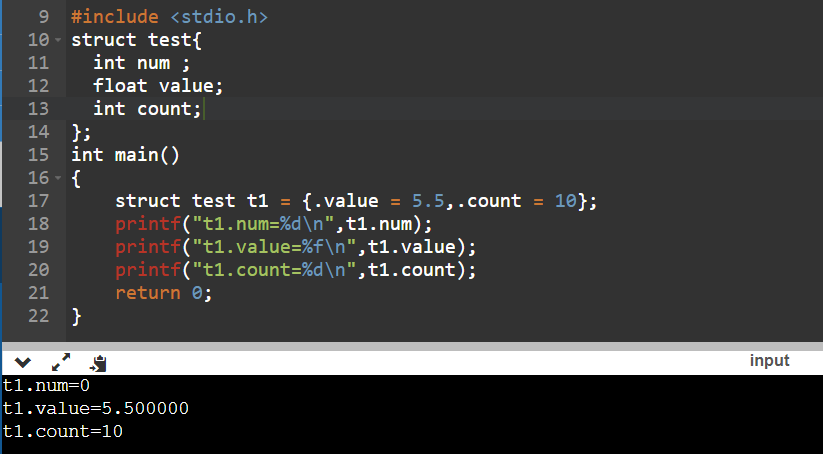 9 #include <stdio.h>
10 struct test{
11   int num ;
12   float value;
13   int count;
14 };
15 int main()
16 {
17     struct test t1 = {.value = 5.5,.count = 10};
18     printf("t1.num=%d\n",t1.num);
19     printf("t1.value=%f\n",t1.value);
20     printf("t1.count=%d\n",t1.count);
21     return 0;
22 }
input
t1.num=0
t1.value=5.500000
t1.count=10